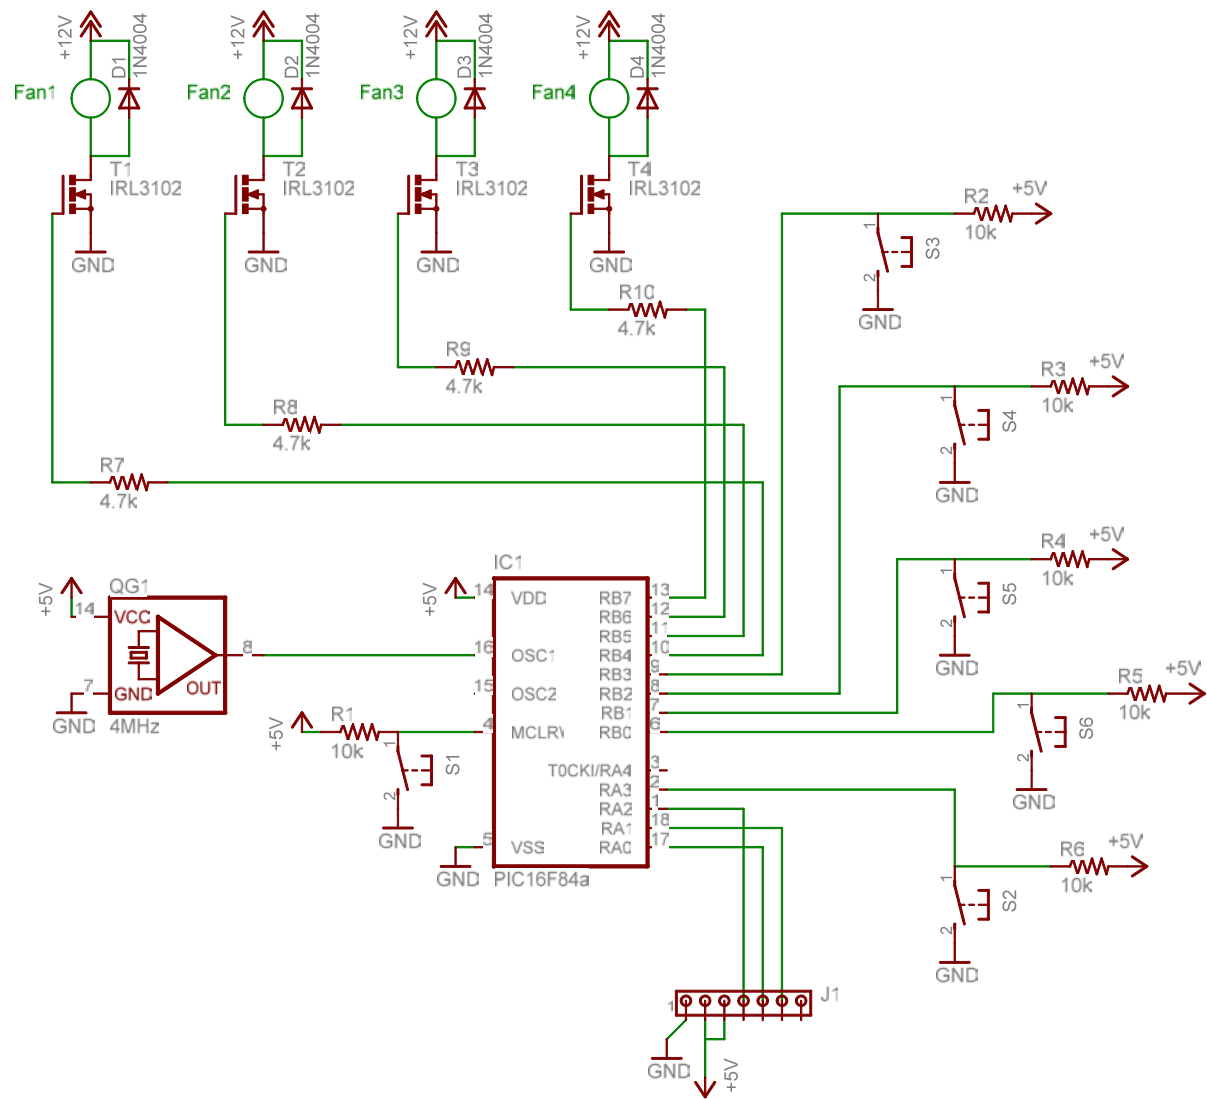 +12V
D1
1N4004
Fan1
T1
IRL3102
GND
+12V
D2
1N4004
Fan2
T2
IRL3102
GND
+12V
D3
1N4004
Fan3
T3
IRL3102
GND
+12V
D4
1N4004
Fan4
T4
IRL3102
GND
R2
+5V
10k
1
2
S3
GND
R10
4.7k
R9
4.7k
R8
4.7k
R7
4.7k
R3
+5V
10k
1
2
S4
GND
R4
+5V
10k
1
2
S5
GND
R5
+5V
10k
1
2
S6
GND
R6
+5V
10k
1
2
S2
GND
QG1
+5V
14
VCC
8
7
GND
OUT
GND
4MHz
IC1
+5V
14
VDD
RB7
13
RB6
12
RB5
11
16
OSC1
RB4
10
RB3
9
15
OSC2
RB2
8
RB1
7
4
MCLR\
RB0
6
T0CKI/RA4
3
RA3
2
RA2
1
RA1
18
5
VSS
RA0
17
GND
PIC16F84a
+5V
R1
10k
1
2
S1
GND
1
J1
GND
+5V